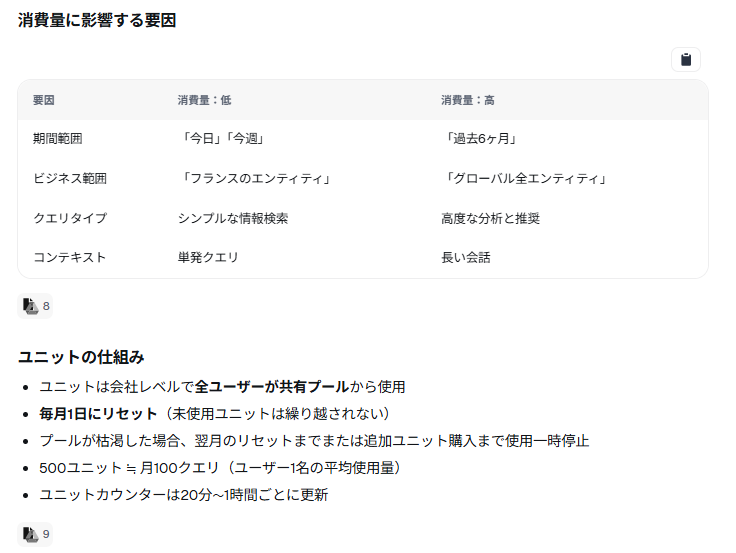 消費量に影響する要因
要因 消費量：低 消費量：高
期間範囲 「今日」「今週」 「過去6ヶ月」
ビジネス範囲 「フランスのエンティティ」 「グローバル全エンティティ」
クエリタイプ シンプルな情報検索 高度な分析と推奨
コンテキスト 単発クエリ 長い会話
8
ユニットの仕組み
• ユニットは会社レベルで全ユーザーが共有プールから使用
• 毎月1日にリセット（未使用ユニットは繰り越されない）
• プールが枯渇した場合、翌月のリセットまでまたは追加ユニット購入まで使用一時停止
• 500ユニット ≒ 月100クエリ（ユーザー1名の平均使用量）
• ユニットカウンターは20分〜1時間ごとに更新
9